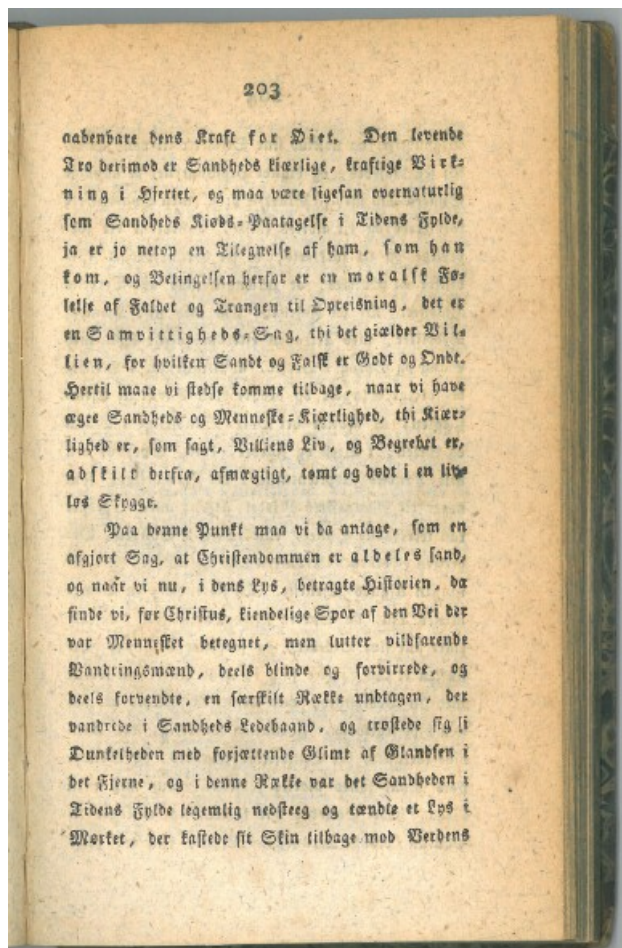 203
aabenbare dens Kraft for Øiet. Den levende
Tro derimod er Sandheds kiærlige, kraftige Virk-
ning i Hjertet, og maa være ligesaa overnaturlig
som Sandheds Kiøds-Paatagelse i Tidens Fylde,
ja er jo netop en Tilegnelse af ham, som han
kom, og Betingelsen herfor er en moralsk Fø-
lelse af Faldet og Trangen til Opreisning, det er
en Samvittigheds-Sag, thi det giælder Vil-
lien, for hvilken Sandt og Falsk er Godt og Ondt.
Hertil maae vi stedse komme tilbage, naar vi have
ægte Sandheds og Menneske-Kjærlighed, thi Kiær-
lighed er, som sagt, Villiens Liv, og Begrebet er,
adskilt derfra, afmægtigt, tomt og dødt i en liv-
løs Skygge.
Paa denne Punkt maa vi da antage, som en
afgjort Sag, at Christendommen er aldeles sand,
og naar vi nu, i dens Lys, betragte Historien, da
finde vi, før Christus, kiendelige Spor af den Vei der
var Mennesket betegnet, men lutter vildfarende
Vandringsmænd, deels blinde og forvirrede, og
deels forvendte, en særskilt Række undtagen, der
vandrede i Sandheds Ledebaand, og trøstede sig i
Dunkelheden med forjættende Glimt af Glandsen i
det Fjerne, og i denne Række var det Sandheden i
Tidens Fylde legemlig nedsteeg og tændte et Lys i
Mørket, der kastede sit Skin tilbage mod Verdens